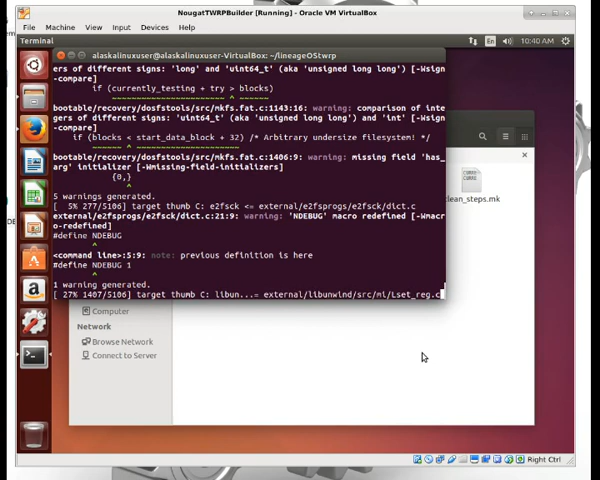 NougatTWRPBuilder [Running] - Oracle VM VirtualBox
File Machine View Input Devices Help
Terminal En 10:40 AM
alaskalinuxuser@alaskalinuxuser-VirtualBox: ~/lineageOStwrp
ers of different signs: 'long' and 'uint64_t' (aka 'unsigned long long') [-Wsign
-compare]
if (currently_testing + try > blocks)
~~~~~~~~~~~~~~~~~~~~~~~ ^ ~~~~~~
bootable/recovery/dosfstools/src/mkfs.fat.c:1143:16: warning: comparison of inte
gers of different signs: 'uint64_t' (aka 'unsigned long long') and 'int' [-Wsign
-compare]
if (blocks < start_data_block + 32) /* Arbitrary undersize filesystem! */
~~~~~~ ^ ~~~~~~~~~~~~~~~~~~~~~
bootable/recovery/dosfstools/src/mkfs.fat.c:1406:9: warning: missing field 'has_
arg' initializer [-Wmissing-field-initializers]
{0,}
^
5 warnings generated.
[ 5% 277/5106] target thumb C: e2fsck <= external/e2fsprogs/e2fsck/dict.c
external/e2fsprogs/e2fsck/dict.c:21:9: warning: 'NDEBUG' macro redefined [-Wmacr
o-redefined]
#define NDEBUG
^
<command line>:5:9: note: previous definition is here
#define NDEBUG 1
^
1 warning generated.
[ 27% 1407/5106] target thumb C: libun...= external/libunwind/src/mi/Lset_reg.c
clean_steps.mk
Computer
Network
Browse Network
Connect to Server
Right Ctrl